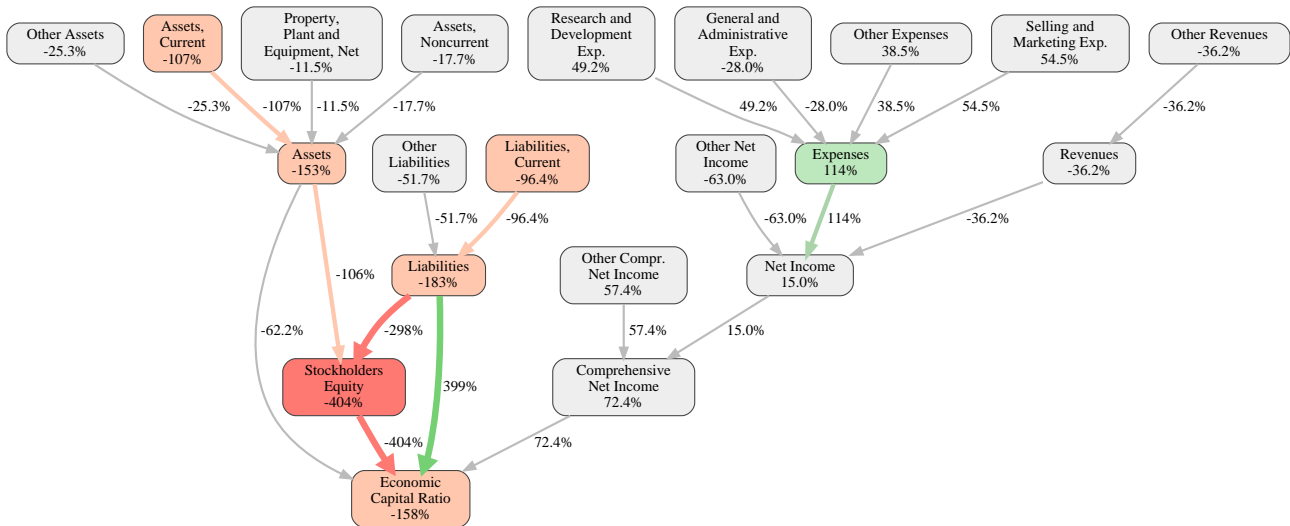 Other Assets
-25.3%
Assets,
Current
-107%
Property,
Plant and
Equipment, Net
-11.5%
Assets,
Noncurrent
-17.7%
Research and
Development
Exp.
49.2%
General and
Administrative
Exp.
-28.0%
Other Expenses
38.5%
Selling and
Marketing Exp.
54.5%
Other Revenues
-36.2%
-25.3%
-107%
-11.5%
-17.7%
49.2%
-28.0%
38.5%
54.5%
-36.2%
Assets
-153%
Other
Liabilities
-51.7%
Liabilities,
Current
-96.4%
Other Net
Income
-63.0%
Expenses
114%
Revenues
-36.2%
-51.7%
-96.4%
-63.0%
114%
-36.2%
-106%
Liabilities
-183%
Other Compr.
Net Income
57.4%
Net Income
15.0%
-62.2%
-298%
57.4%
15.0%
Stockholders
Equity
-404%
399%
Comprehensive
Net Income
72.4%
-404%
72.4%
Economic
Capital Ratio
-158%